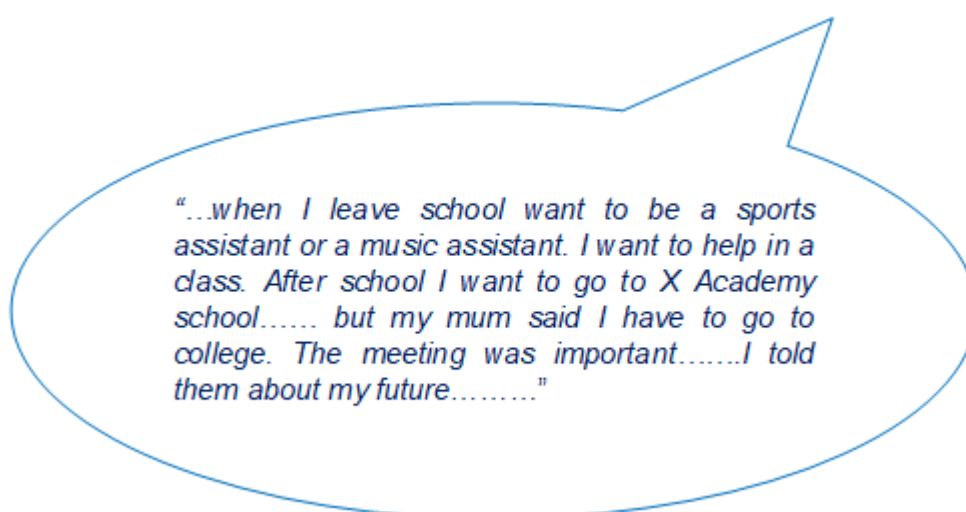 “…when I leave school want to be a sports
assistant or a music assistant. I want to help in a
class. After school I want to go to X Academy
school…… but my mum said I have to go to
college. The meeting was important…….I told
them about my future………”